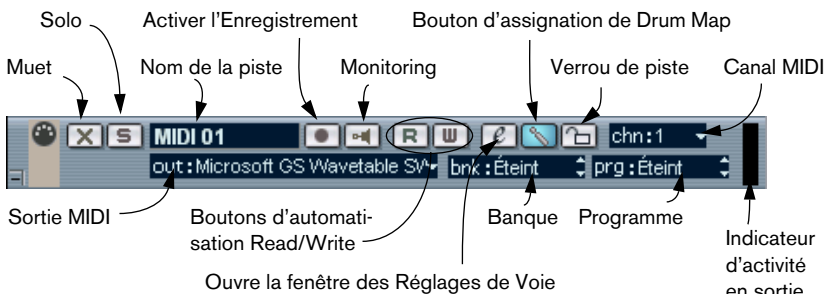 Solo
Activer l'Enregistrement
Bouton d'assignation de Drum Map
Muet
Nom de la piste
Monitoring
Verrou de piste
Canal MIDI
X S MIDI 01 R W e chn:1
out:Microsoft GS Wavetable SW bnk:Éteint prg:Éteint
Sortie MIDI
Boutons d'automati-
sation Read/Write
Banque
Programme
Indicateur
d'activité
en sortie
Ouvre la fenêtre des Réglages de Voie